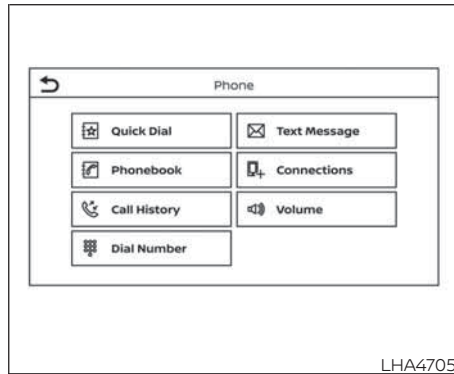 Phone
Quick Dial
Text Message
Phonebook
Connections
Call History
Volume
Dial Number
LHA4705